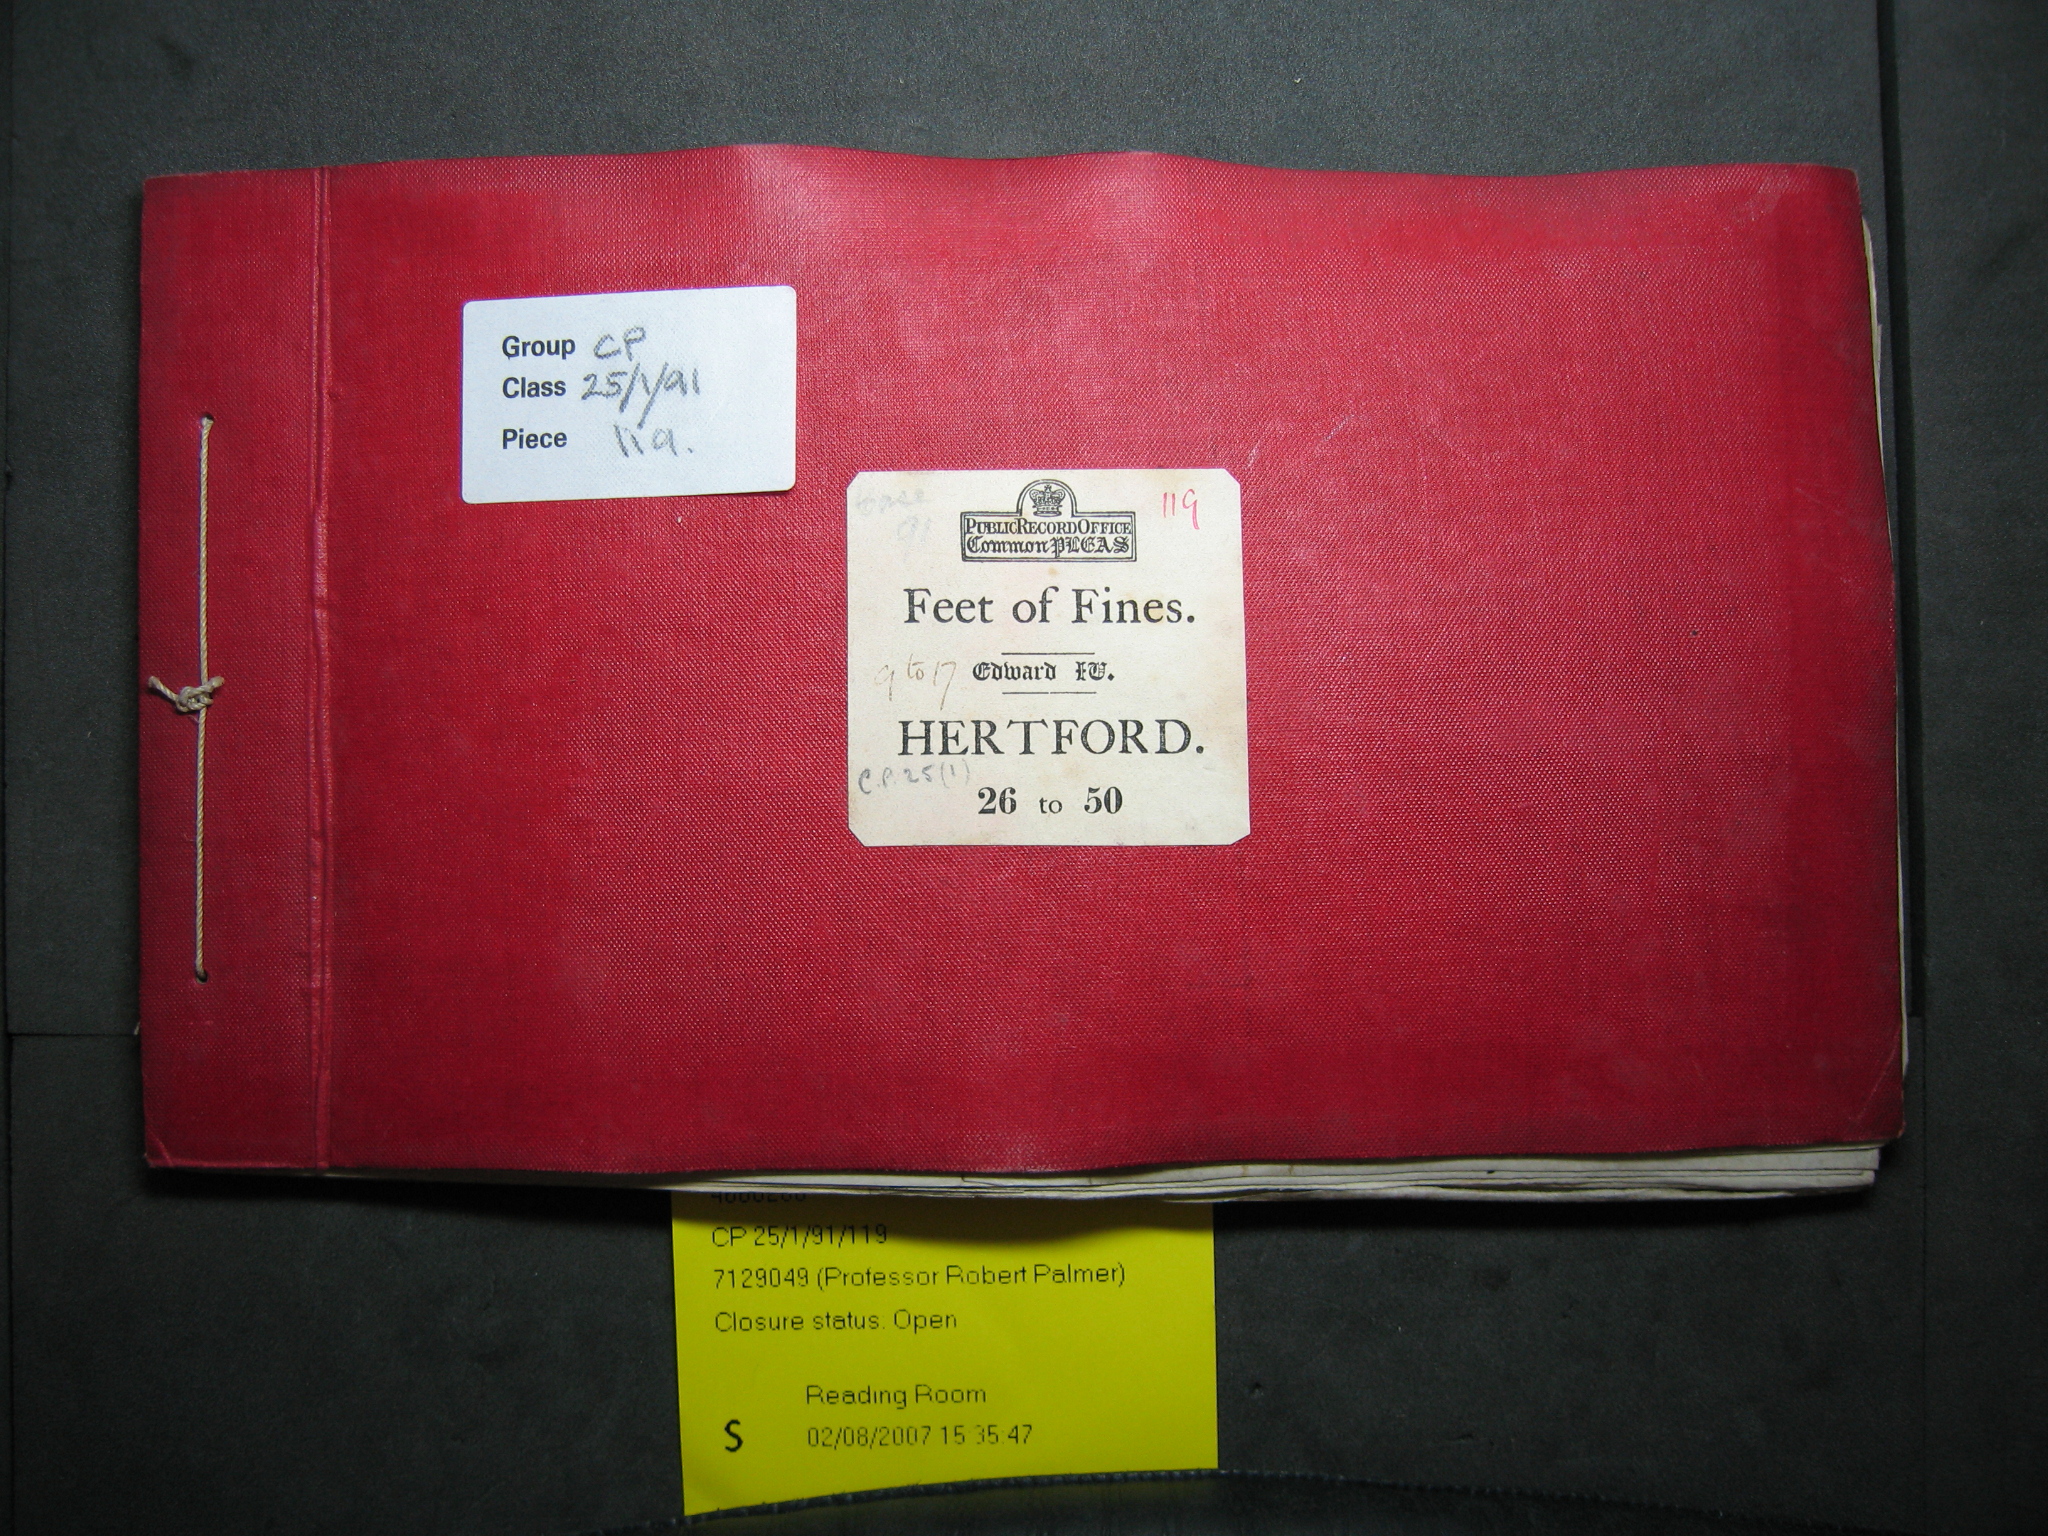 Group CP
Class 25/1/91
Piece 119.
119
PUBLIC RECORD OFFICE
Common PLEAS
Feet of Fines.
9 to 17 Edward IV.
HERTFORD.
C.P. 25(1)
26 to 50
CP 25/1/91/119
7129049 (Professor Robert Palmer)
Closure status: Open
Reading Room
S 02/08/2007 15:35:47